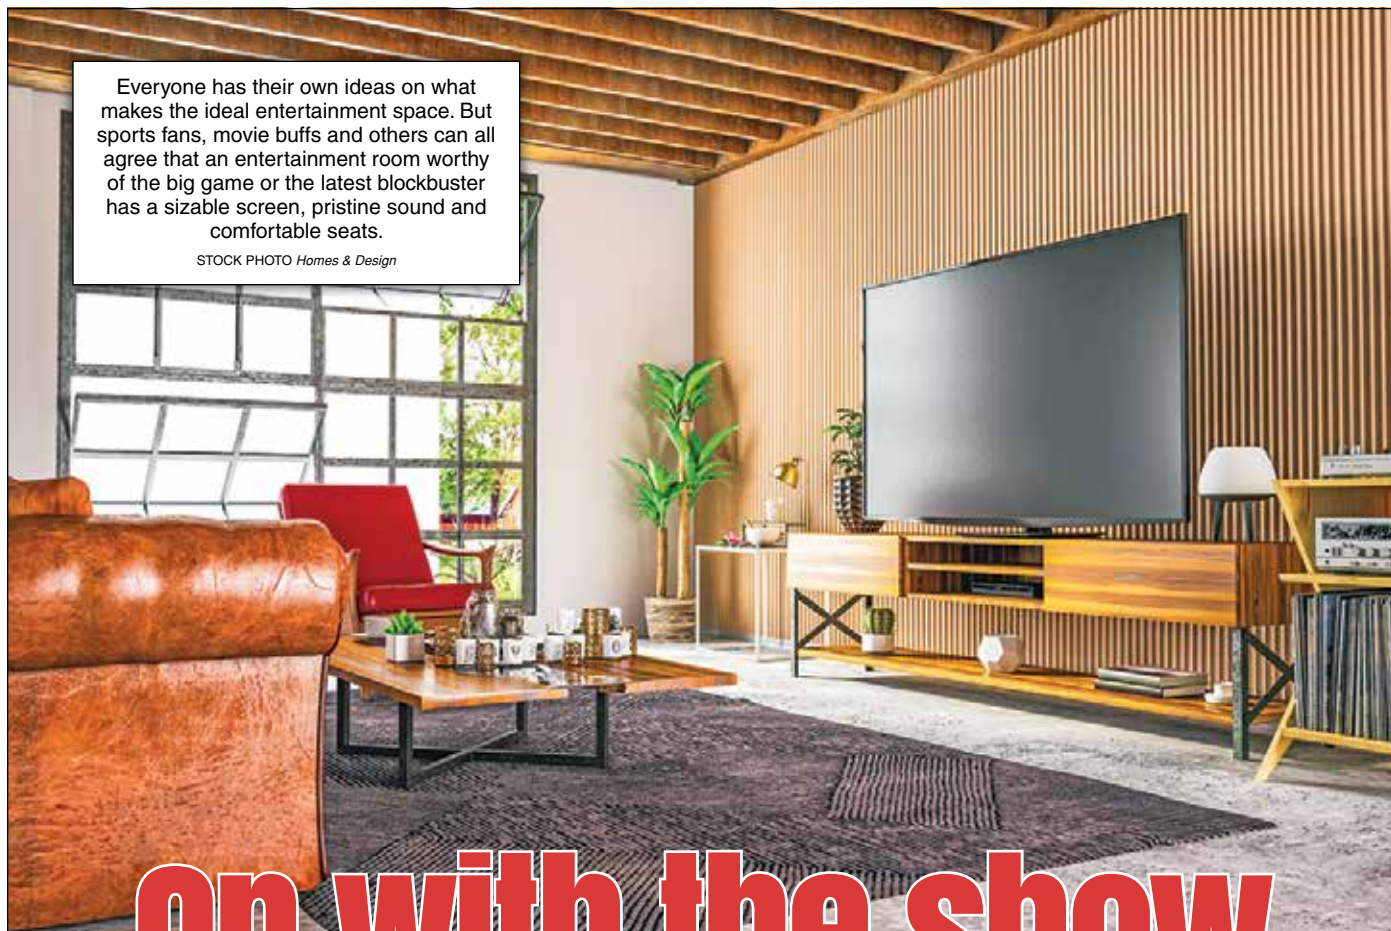 Everyone has their own ideas on what
makes the ideal entertainment space. But
sports fans, movie buffs and others can all
agree that an entertainment room worthy
of the big game or the latest blockbuster
has a sizable screen, pristine sound and
comfortable seats.
STOCK PHOTO Homes & Design
on with the show